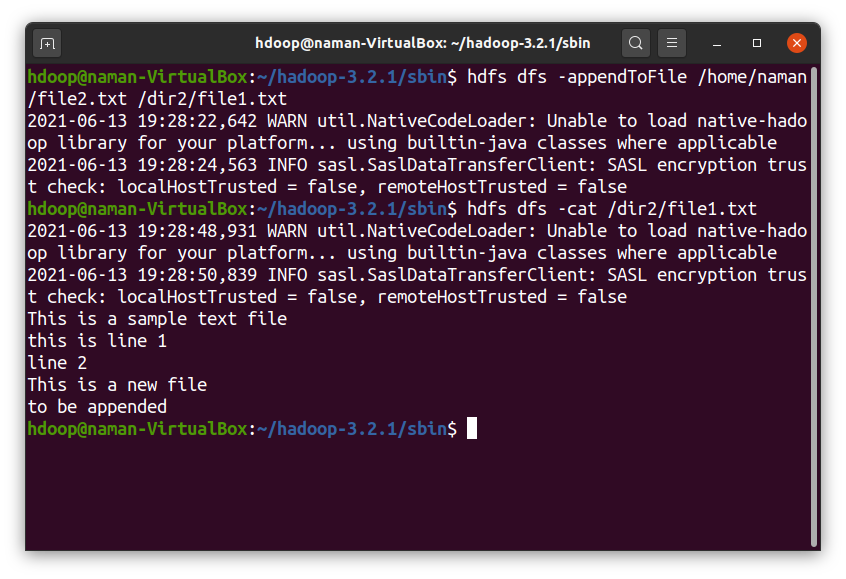 hdoop@naman-VirtualBox: ~/hadoop-3.2.1/sbin
hdoop@naman-VirtualBox:~/hadoop-3.2.1/sbin$ hdfs dfs -appendToFile /home/naman
/file2.txt /dir2/file1.txt
2021-06-13 19:28:22,642 WARN util.NativeCodeLoader: Unable to load native-hado
op library for your platform... using builtin-java classes where applicable
2021-06-13 19:28:24,563 INFO sasl.SaslDataTransferClient: SASL encryption trus
t check: localHostTrusted = false, remoteHostTrusted = false
hdoop@naman-VirtualBox:~/hadoop-3.2.1/sbin$ hdfs dfs -cat /dir2/file1.txt
2021-06-13 19:28:48,931 WARN util.NativeCodeLoader: Unable to load native-hado
op library for your platform... using builtin-java classes where applicable
2021-06-13 19:28:50,839 INFO sasl.SaslDataTransferClient: SASL encryption trus
t check: localHostTrusted = false, remoteHostTrusted = false
This is a sample text file
this is line 1
line 2
This is a new file
to be appended
hdoop@naman-VirtualBox:~/hadoop-3.2.1/sbin$